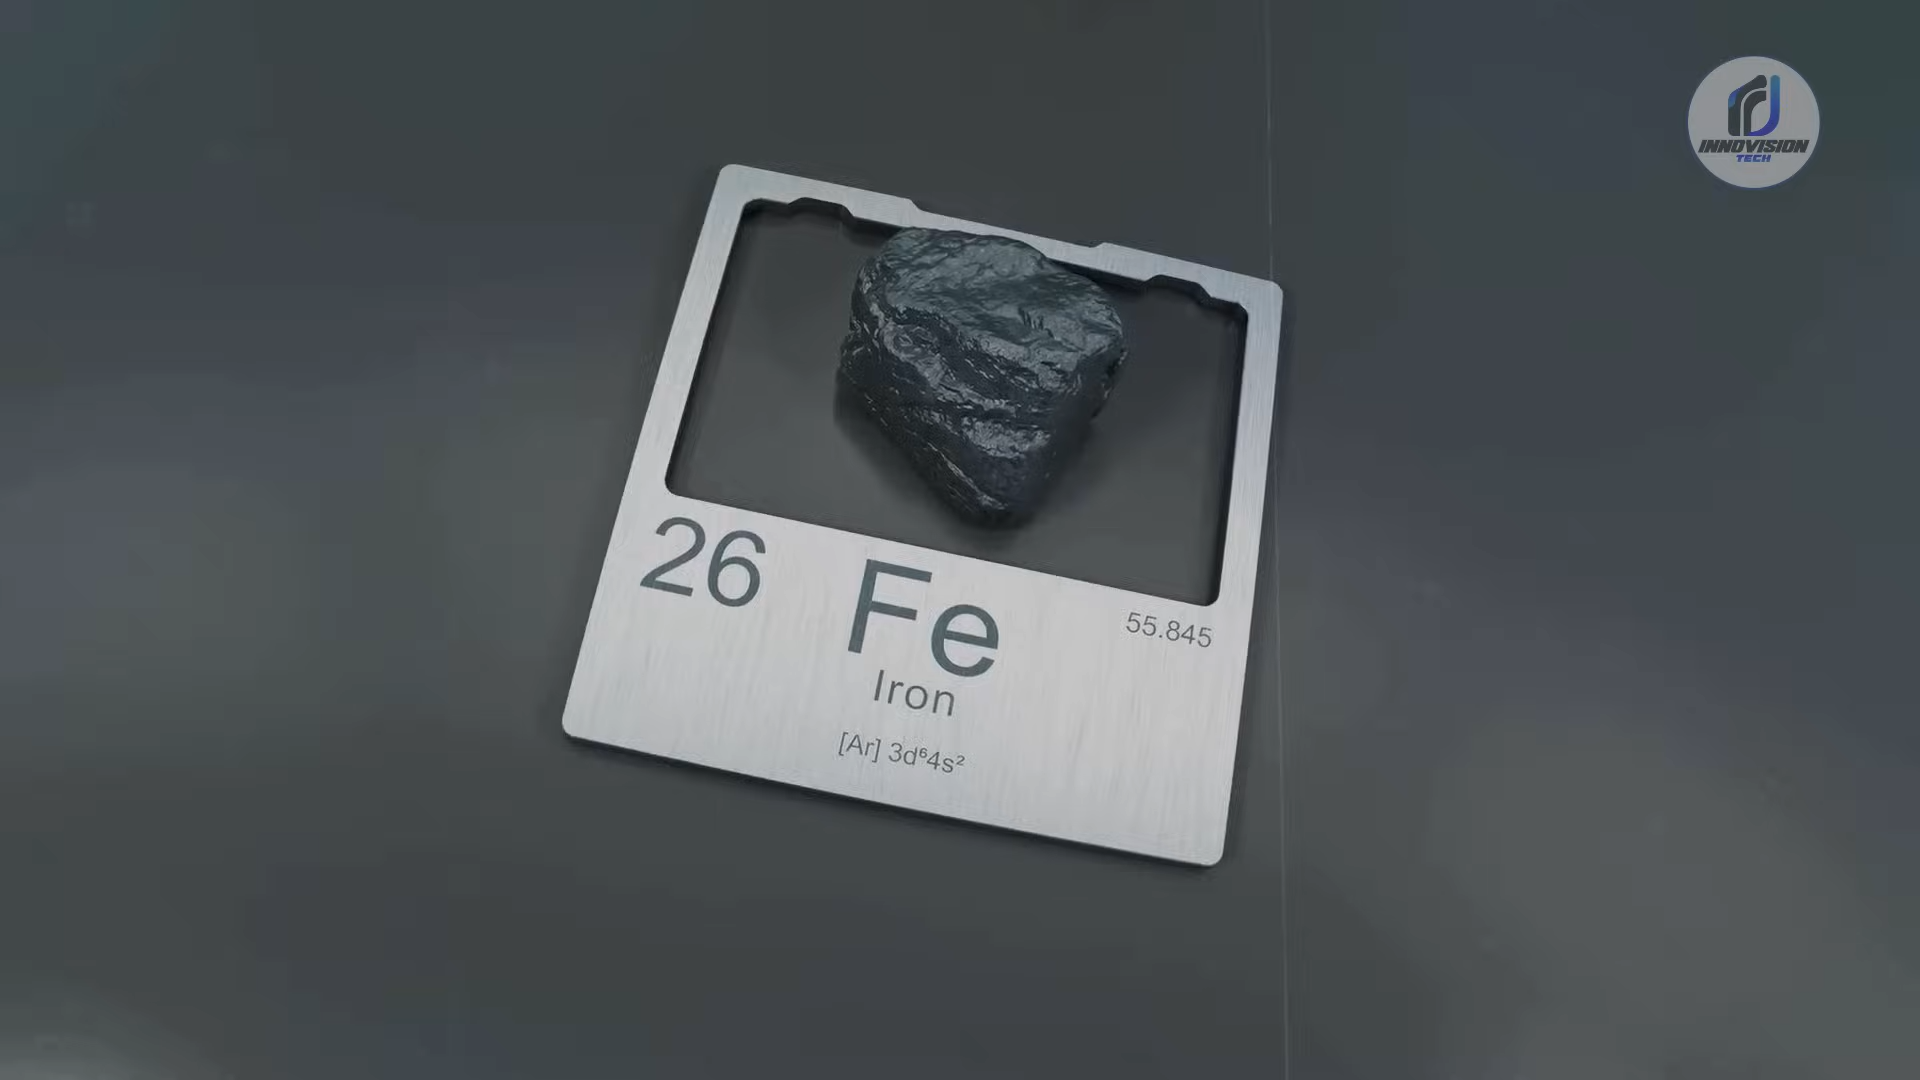 INNOVISION
TECH
26
Fe
55.845
Iron
[Ar] 3d⁶4s²